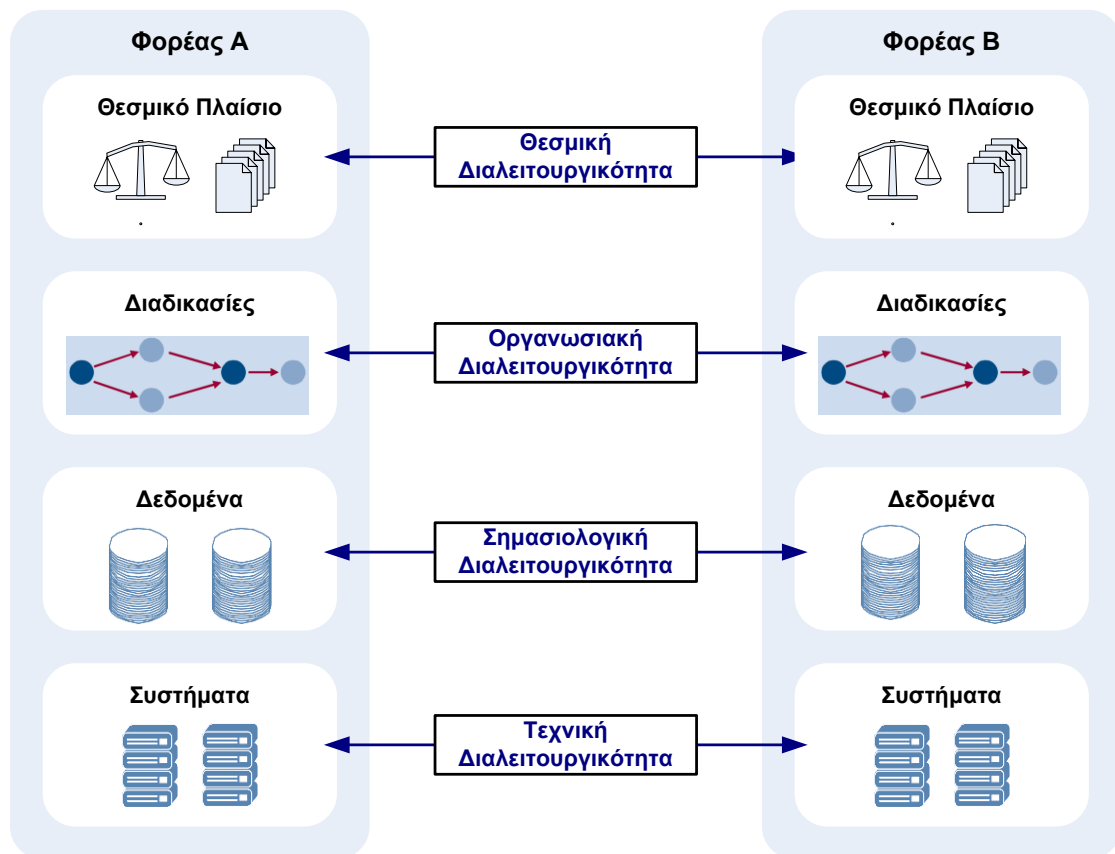 Φορέας Α
Φορέας Β
Θεσμικό Πλαίσιο
Θεσμική
Διαλειτουργικότητα
Θεσμικό Πλαίσιο
Διαδικασίες
Οργανωσιακή
Διαλειτουργικότητα
Διαδικασίες
Δεδομένα
Σημασιολογική
Διαλειτουργικότητα
Δεδομένα
Συστήματα
Τεχνική
Διαλειτουργικότητα
Συστήματα